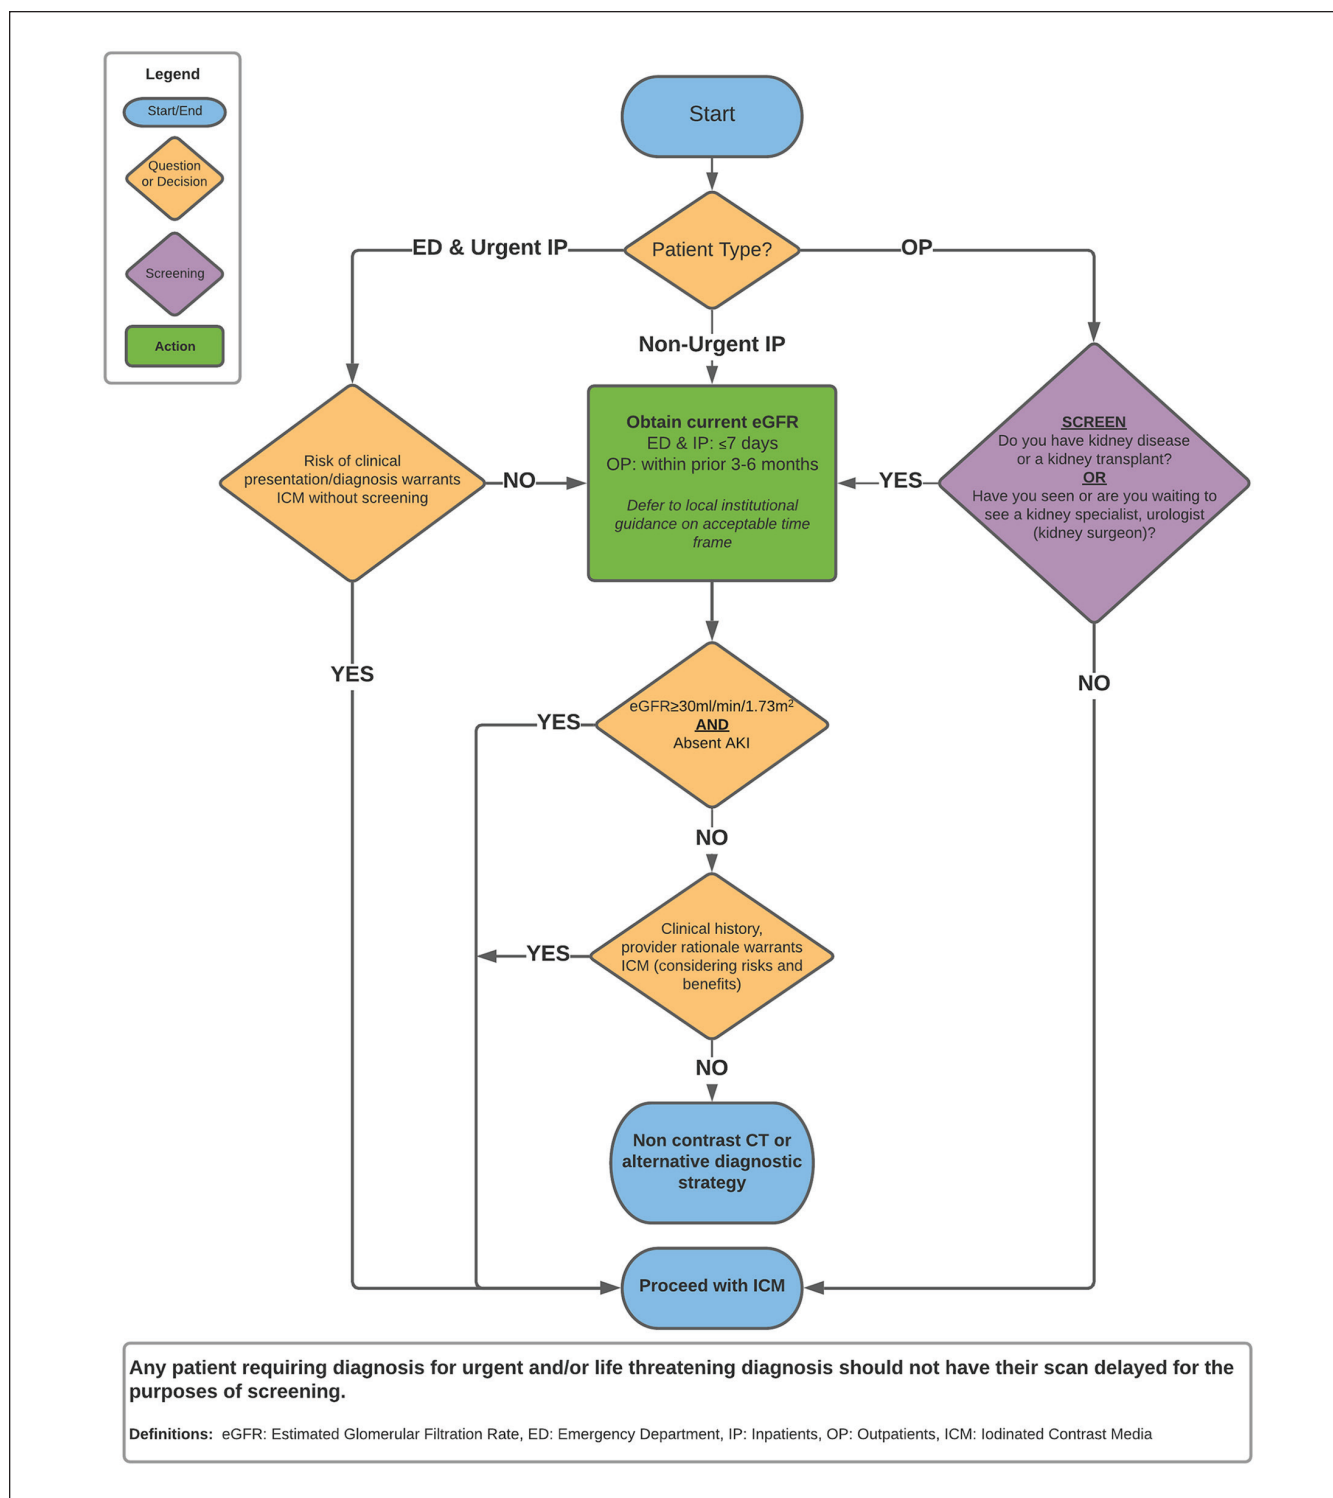 Legend
Start/End
Question
or Decision
Screening
Action
Start
Patient Type?
ED & Urgent IP
OP
Non-Urgent IP
Risk of clinical
presentation/diagnosis warrants
ICM without screening
NO
Obtain current eGFR
ED & IP: ≤7 days
OP: within prior 3-6 months
Defer to local institutional
guidance on acceptable time
frame
YES
SCREEN
Do you have kidney disease
or a kidney transplant?
OR
Have you seen or are you waiting to
see a kidney specialist, urologist
(kidney surgeon)?
YES
NO
YES
eGFR≥30ml/min/1.73m²
AND
Absent AKI
NO
YES
Clinical history,
provider rationale warrants
ICM (considering risks and
benefits)
NO
Non contrast CT or
alternative diagnostic
strategy
Proceed with ICM
Any patient requiring diagnosis for urgent and/or life threatening diagnosis should not have their scan delayed for the
purposes of screening.
Definitions: eGFR: Estimated Glomerular Filtration Rate, ED: Emergency Department, IP: Inpatients, OP: Outpatients, ICM: Iodinated Contrast Media